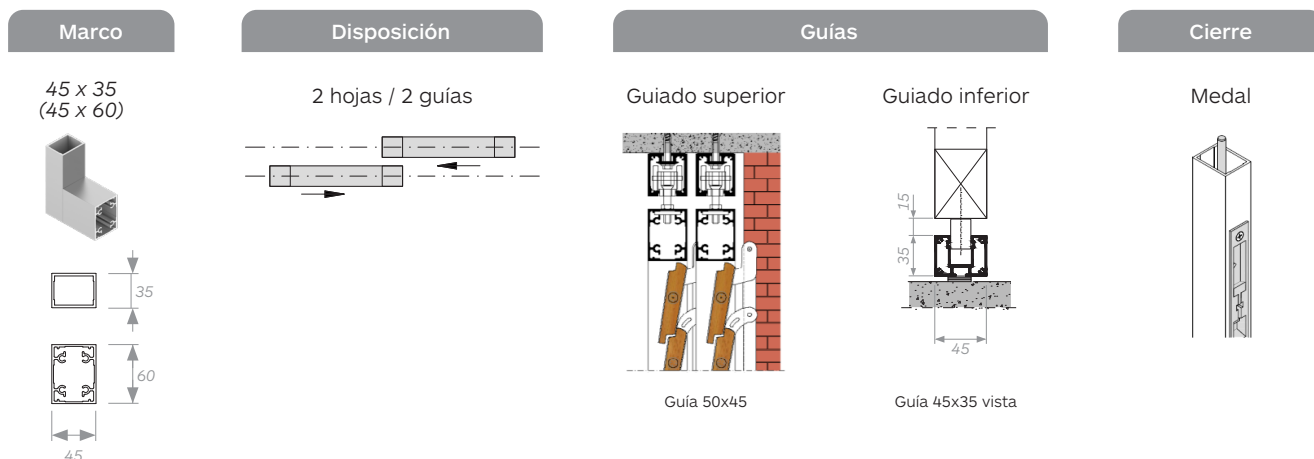 Marco
45 x 35
(45 x 60)
35
60
45
Disposición
2 hojas / 2 guías
Guías
Guiado superior
Guía 50x45
Guiado inferior
15
35
45
Guía 45x35 vista
Cierre
Medal